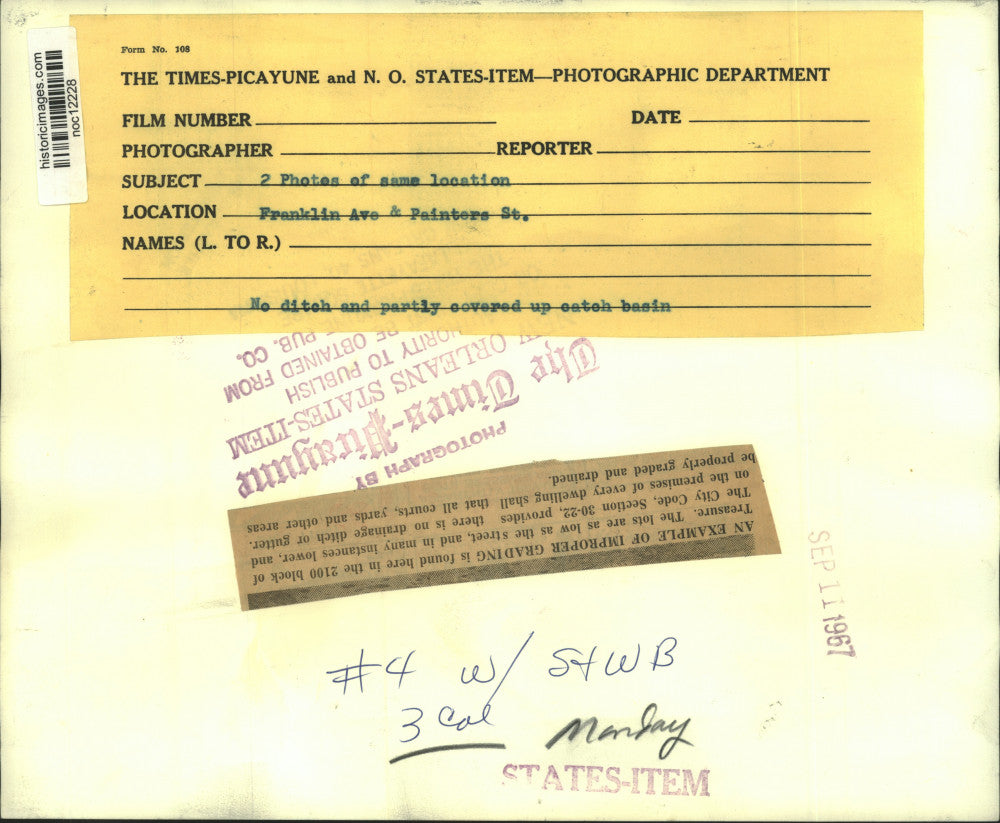 historicimages.com
noc12228
Form No. 108
THE TIMES-PICAYUNE and N. O. STATES-ITEM—PHOTOGRAPHIC DEPARTMENT
FILM NUMBER
DATE
PHOTOGRAPHER
REPORTER
SUBJECT 2 Photos of same location
LOCATION Franklin Ave & Painters St.
NAMES (L. TO R.)
No ditch and partly covered up catch basin
PHOTOGRAPH BY
The Times-Picayune
ORLEANS STATES-ITEM
TO PUBLISH
BE OBTAINED FROM
PUB. CO.
AN EXAMPLE OF IMPROPER GRADING is found here in the 2100 block of
Treasure. The lots are as low as the street, and in many instances lower, and
The City Code, Section 30-22, provides there is no drainage ditch or gutter.
on the premises of every dwelling shall that all courts, yards and other areas
be properly graded and drained.
SEP 11 1967
#4 w/ S+WB
3 Col
Monday
STATES-ITEM